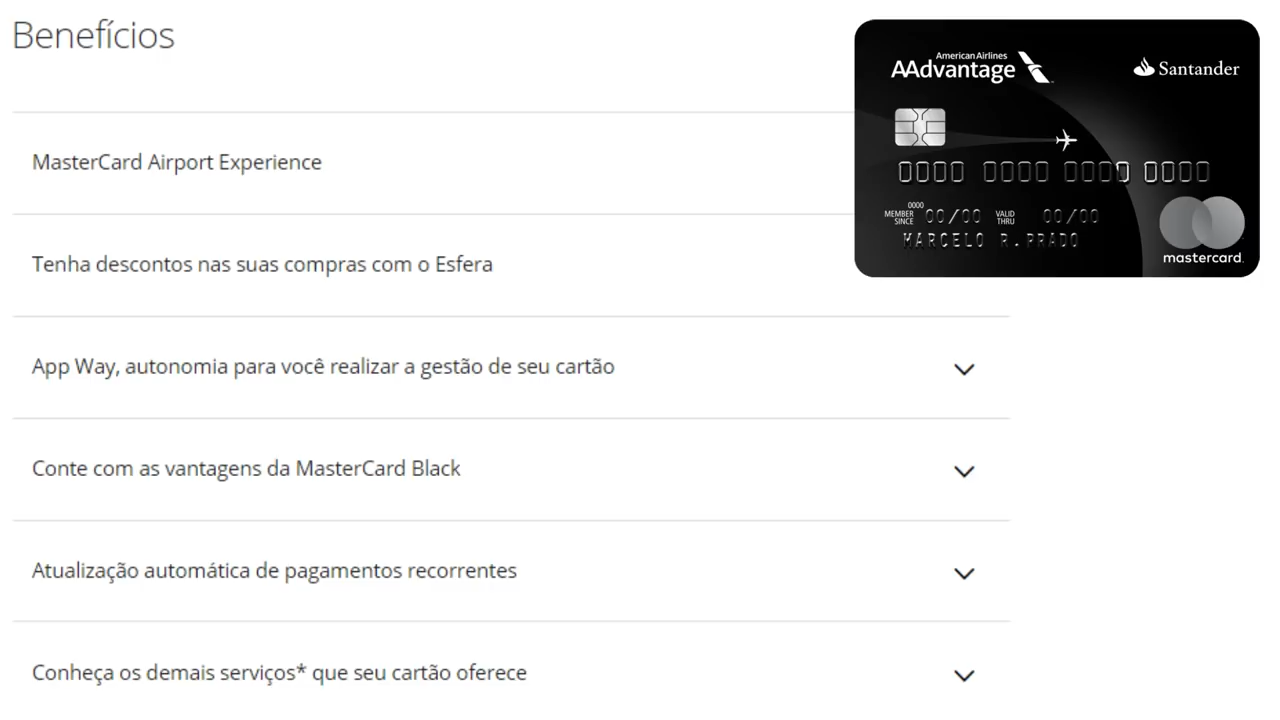 Benefícios
American Airlines
AAdvantage
Santander
MasterCard Airport Experience
0000 0000 0000 0000
0000
MEMBER SINCE 00/00 VALID THRU 00/00
MARCELO R. PRADO
mastercard.
Tenha descontos nas suas compras com o Esfera
App Way, autonomia para você realizar a gestão de seu cartão
Conte com as vantagens da MasterCard Black
Atualização automática de pagamentos recorrentes
Conheça os demais serviços* que seu cartão oferece